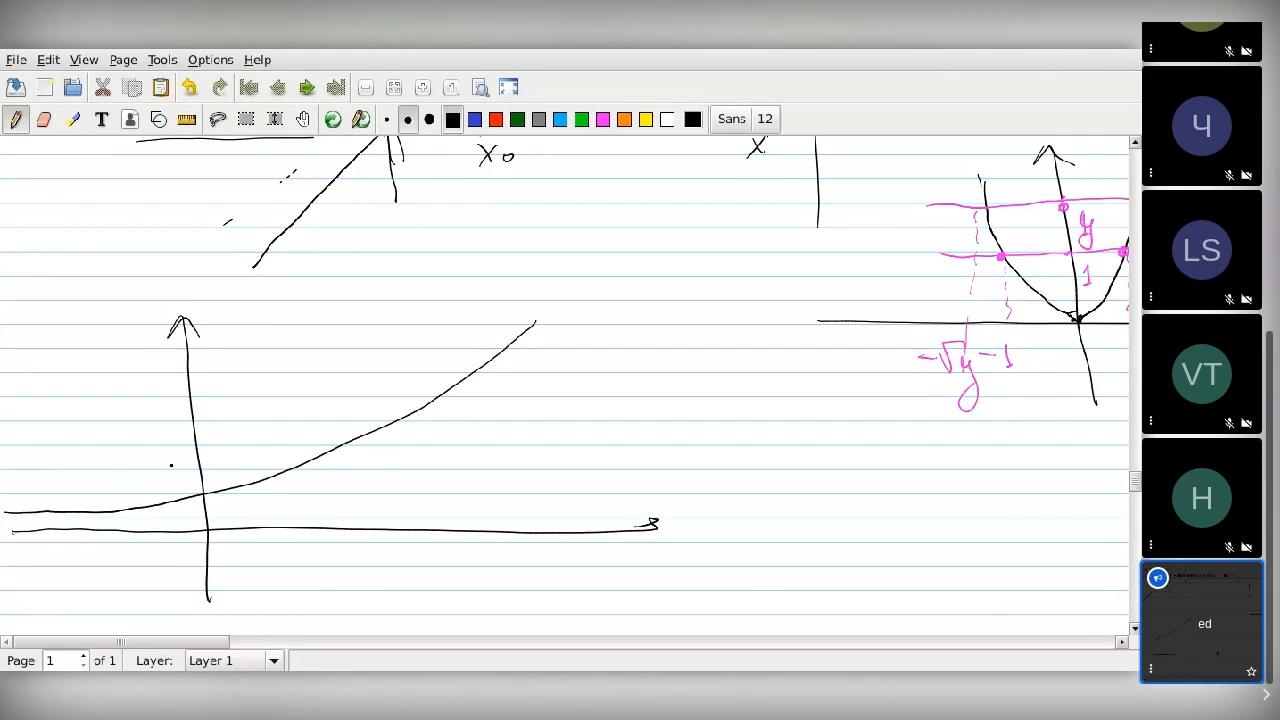 File Edit View Page Tools Options Help
Sans 12
x₀
x
y
1
-√y -1
Ч
LS
VT
H
ed
Page 1 of 1 Layer: Layer 1